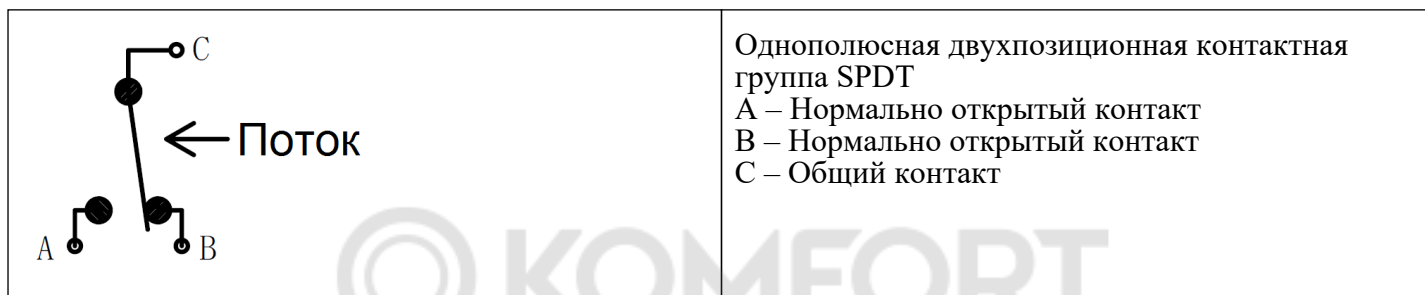 C
Поток
A
B
Однополюсная двухпозиционная контактная
группа SPDT
A – Нормально открытый контакт
B – Нормально открытый контакт
C – Общий контакт
KOMFORT